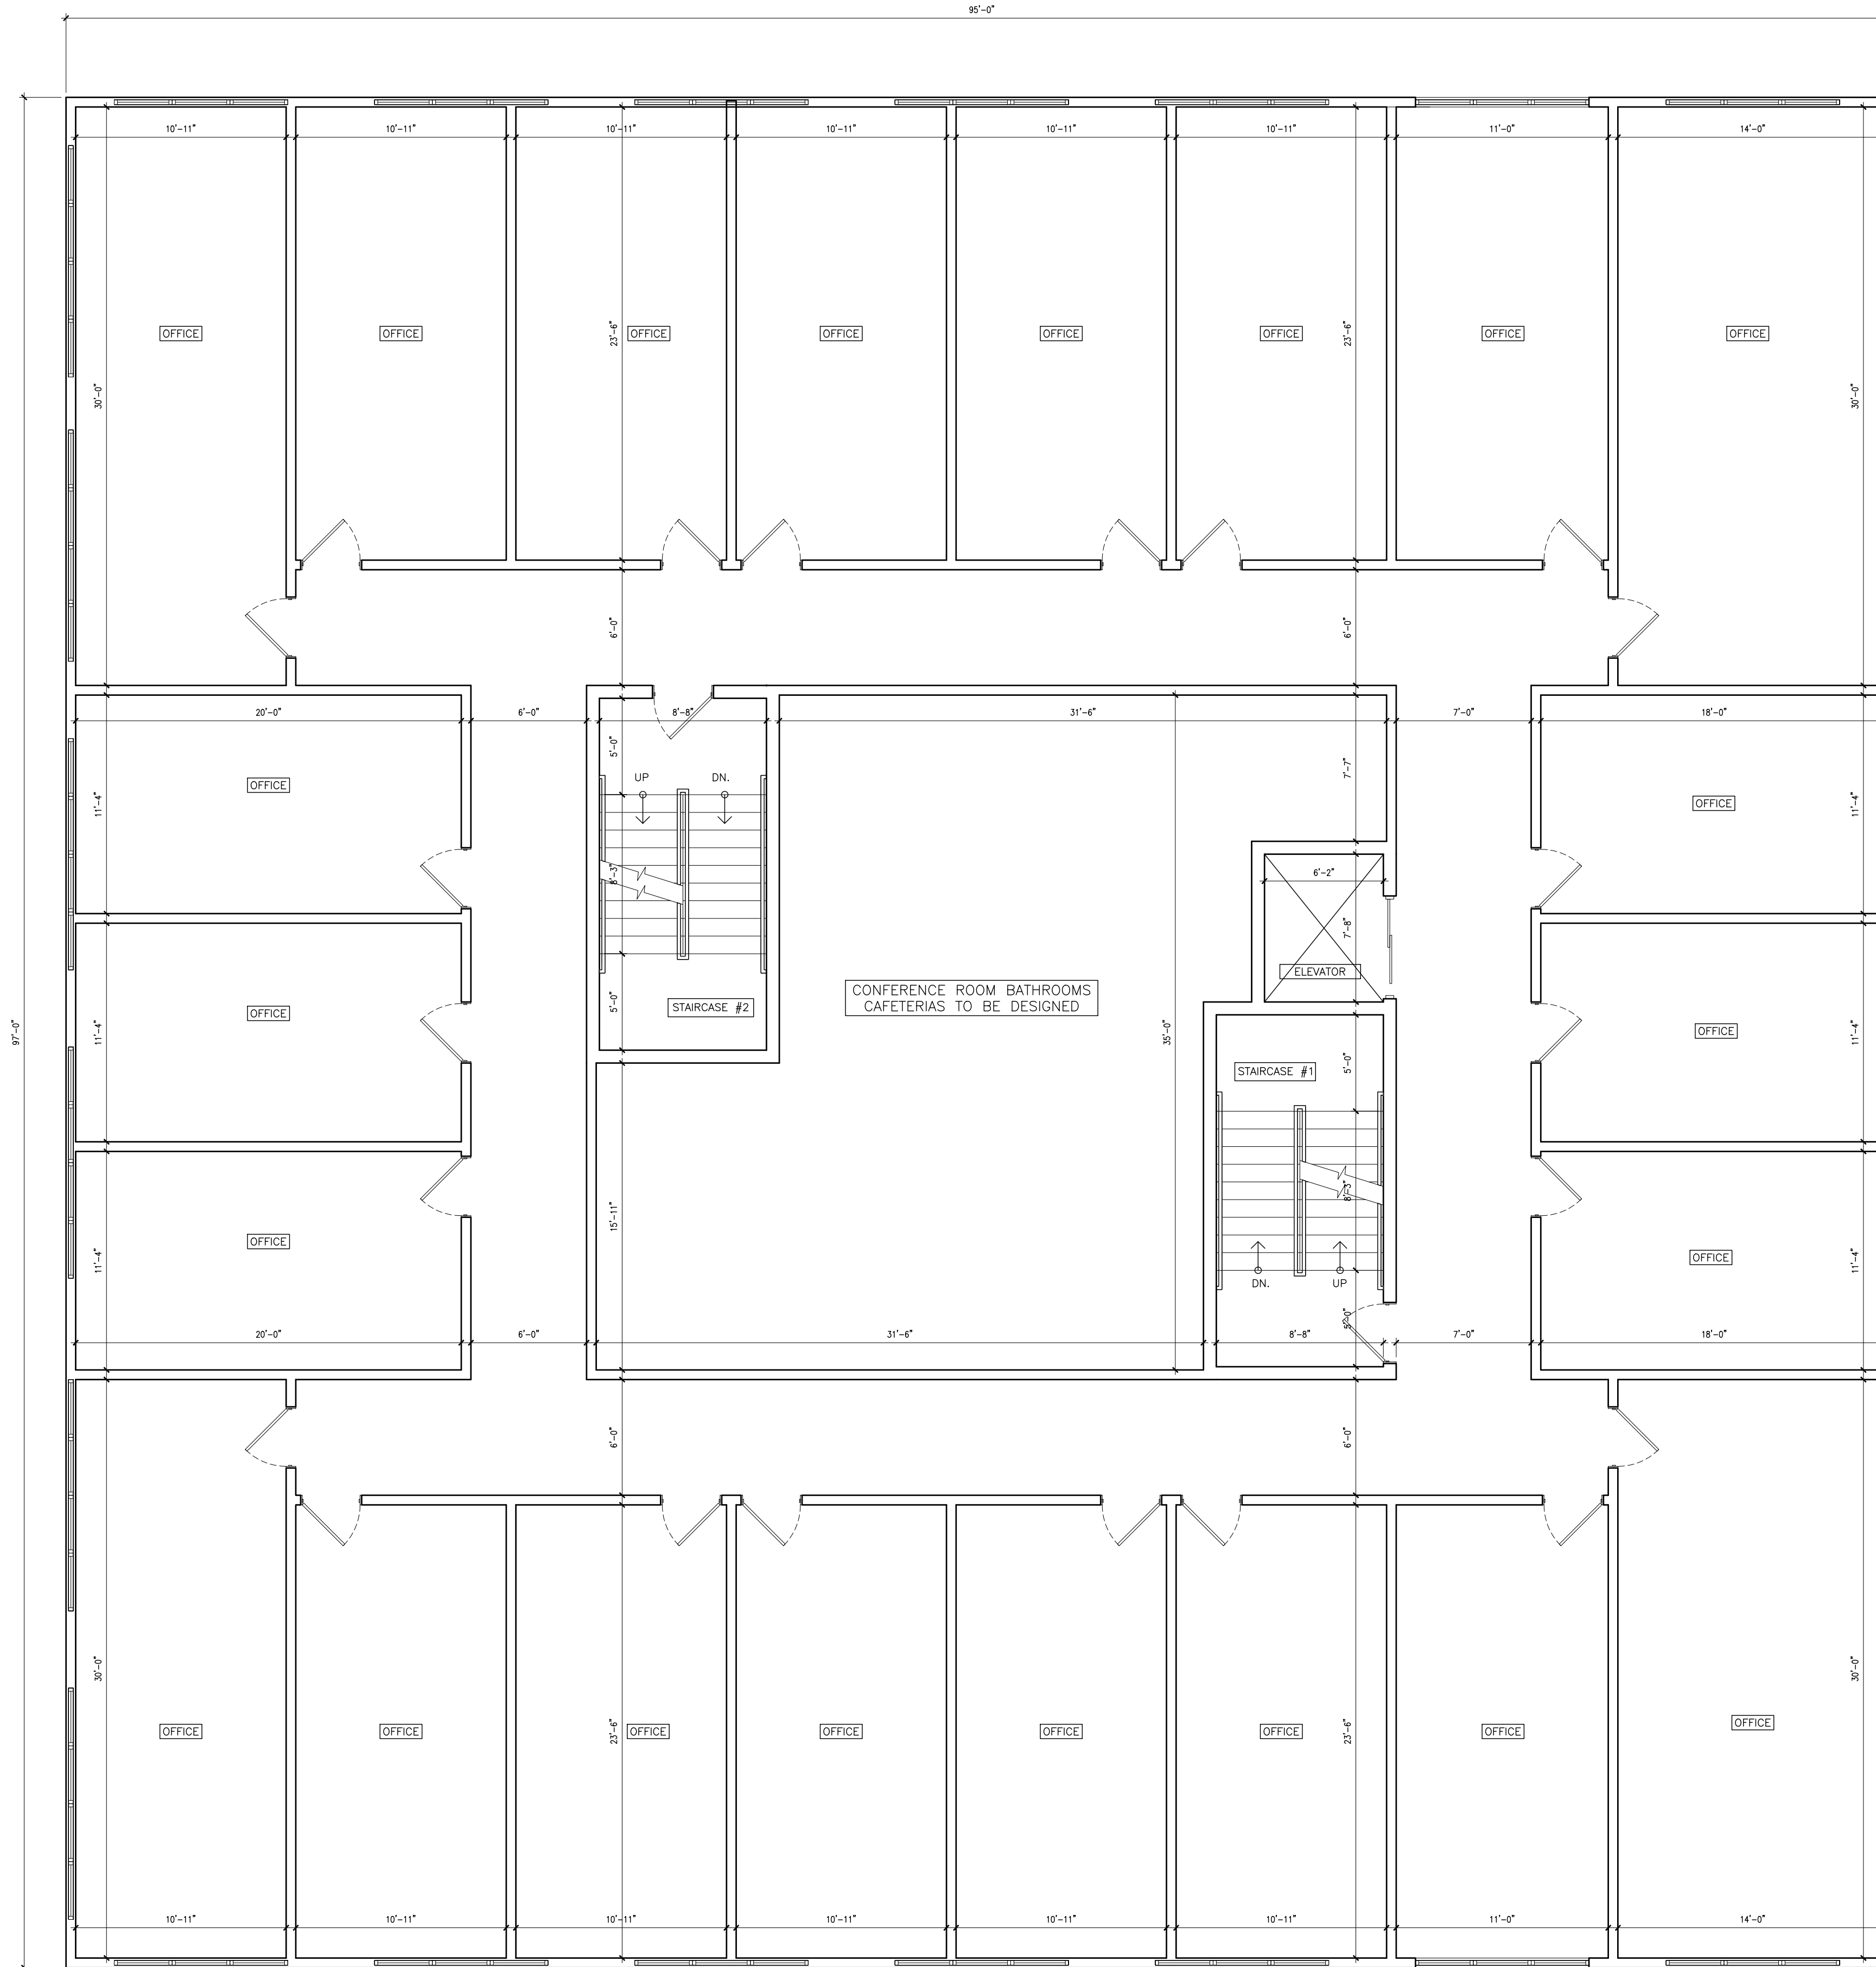 95'-0"
10'-11" 10'-11" 10'-11" 10'-11" 10'-11" 10'-11" 11'-0" 14'-0"
OFFICE OFFICE 23'-6" OFFICE OFFICE OFFICE OFFICE 23'-6" OFFICE OFFICE
30'-0" 30'-0"
6'-0" 6'-0"
20'-0" 6'-0" 8'-8" 31'-6" 7'-0" 18'-0"
5'-0" 7'-7"
UP DN.
OFFICE
11'-4" OFFICE 11'-4"
8'-3" 6'-2"
7'-8"
ELEVATOR
CONFERENCE ROOM BATHROOMS
CAFETERIAS TO BE DESIGNED
5'-0" STAIRCASE #2
OFFICE
97'-0" 11'-4" 35'-0" OFFICE 11'-4"
STAIRCASE #1 5'-0"
15'-11" 8'-3"
OFFICE
11'-4" OFFICE 11'-4"
DN. UP
5'-0"
20'-0" 6'-0" 31'-6" 8'-8" 7'-0" 18'-0"
6'-0" 6'-0"
30'-0" 30'-0"
OFFICE OFFICE 23'-6" OFFICE OFFICE OFFICE OFFICE 23'-6" OFFICE OFFICE
10'-11" 10'-11" 10'-11" 10'-11" 10'-11" 10'-11" 11'-0" 14'-0"